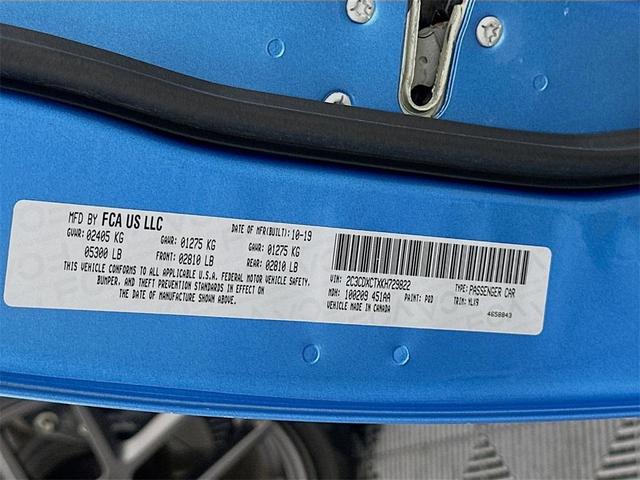 MFD BY FCA US LLC
DATE OF MFR(BUILT): 10-19
GVWR: 02405 KG GAWR: 01275 KG GAWR: 01275 KG
05300 LB FRONT: 02810 LB REAR: 02810 LB
THIS VEHICLE CONFORMS TO ALL APPLICABLE U.S.A. FEDERAL MOTOR VEHICLE SAFETY,
BUMPER, AND THEFT PREVENTION STANDARDS IN EFFECT ON
THE DATE OF MANUFACTURE SHOWN ABOVE.
VIN: 2C3CDXCTXKH729822 TYPE: PASSENGER CAR
MDH: 100209 451AA PAINT: PQD TRIM: HLX9
VEHICLE MADE IN CANADA
4658843